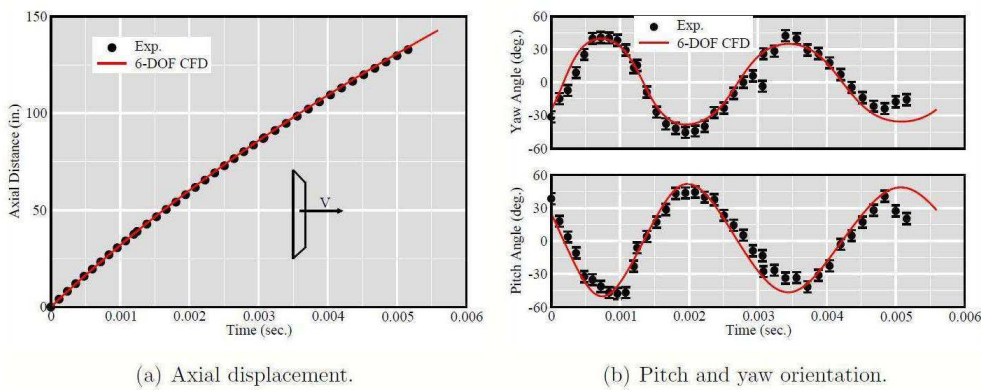 150
100
50
0
Axial Distance (in.)
Exp.
6-DOF CFD
V
0 0.001 0.002 0.003 0.004 0.005 0.006
Time (sec.)
(a) Axial displacement.
60
30
0
-30
-60
Yaw Angle (deg.)
Exp.
6-DOF CFD
60
30
0
-30
-60
Pitch Angle (deg.)
0 0.001 0.002 0.003 0.004 0.005 0.006
Time (sec.)
(b) Pitch and yaw orientation.